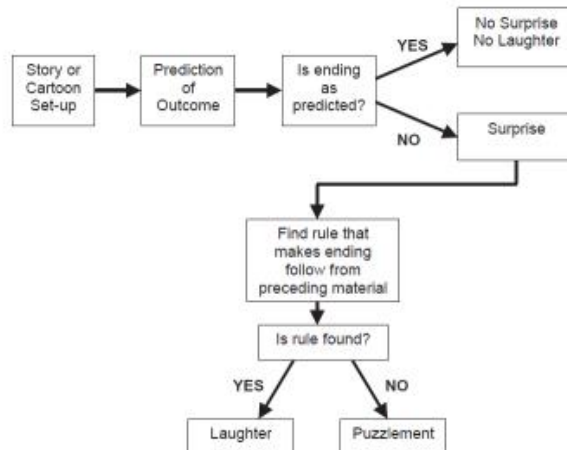 Story or
Cartoon
Set-up
Prediction
of
Outcome
Is ending
as
predicted?
YES
No Surprise
No Laughter
NO
Surprise
Find rule that
makes ending
follow from
preceding material
Is rule found?
YES
NO
Laughter
Puzzlement